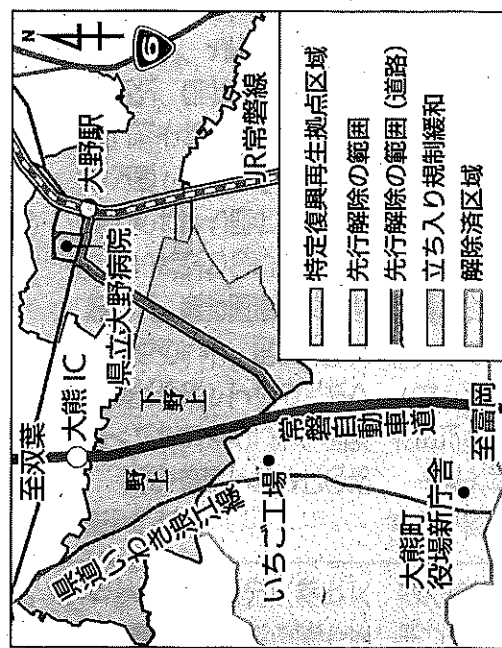 N
6
至双葉
大熊IC
県立大野病院
大野駅
JR常磐線
下野上
野上
県道いわき浪江線
常磐自動車道
いちご工場
大熊町
役場新庁舎
至富岡
特定復興再生拠点区域
先行解除の範囲
先行解除の範囲(道路)
立ち入り規制緩和
解除済区域